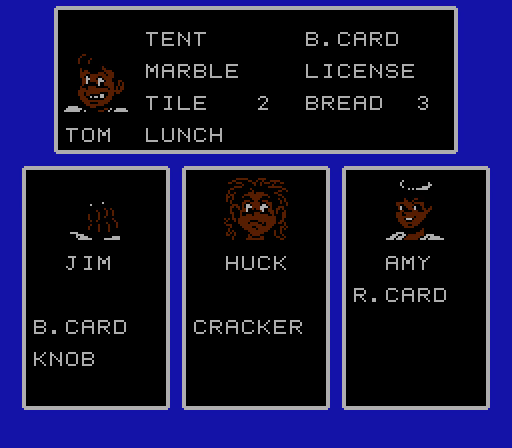 TENT B.CARD
MARBLE LICENSE
TILE 2 BREAD 3
TOM LUNCH
JIM HUCK AMY
R.CARD
B.CARD CRACKER
KNOB